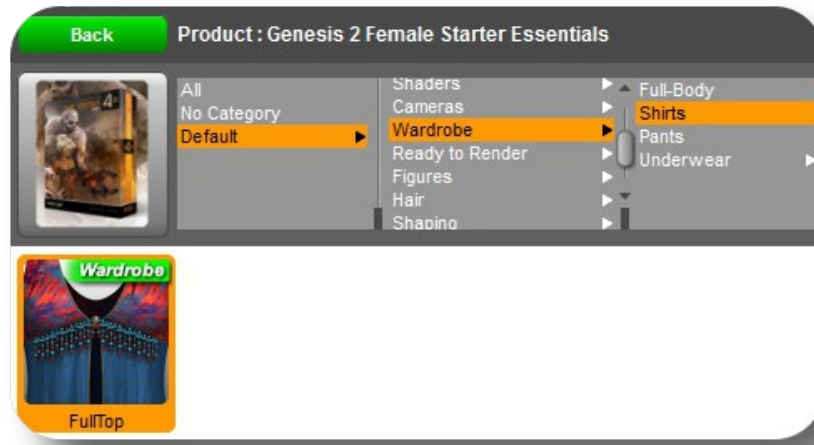 Back
Product : Genesis 2 Female Starter Essentials
All
No Category
Default
Shaders
Cameras
Wardrobe
Ready to Render
Figures
Hair
Shaping
Full-Body
Shirts
Pants
Underwear
Wardrobe
FullTop